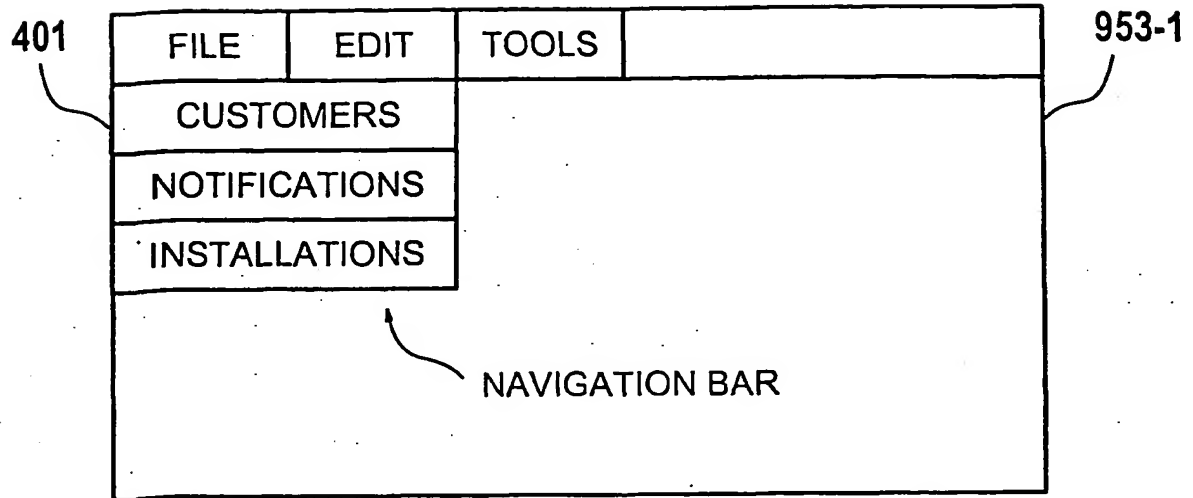 401 FILE EDIT TOOLS 953-1
CUSTOMERS
NOTIFICATIONS
INSTALLATIONS
NAVIGATION BAR